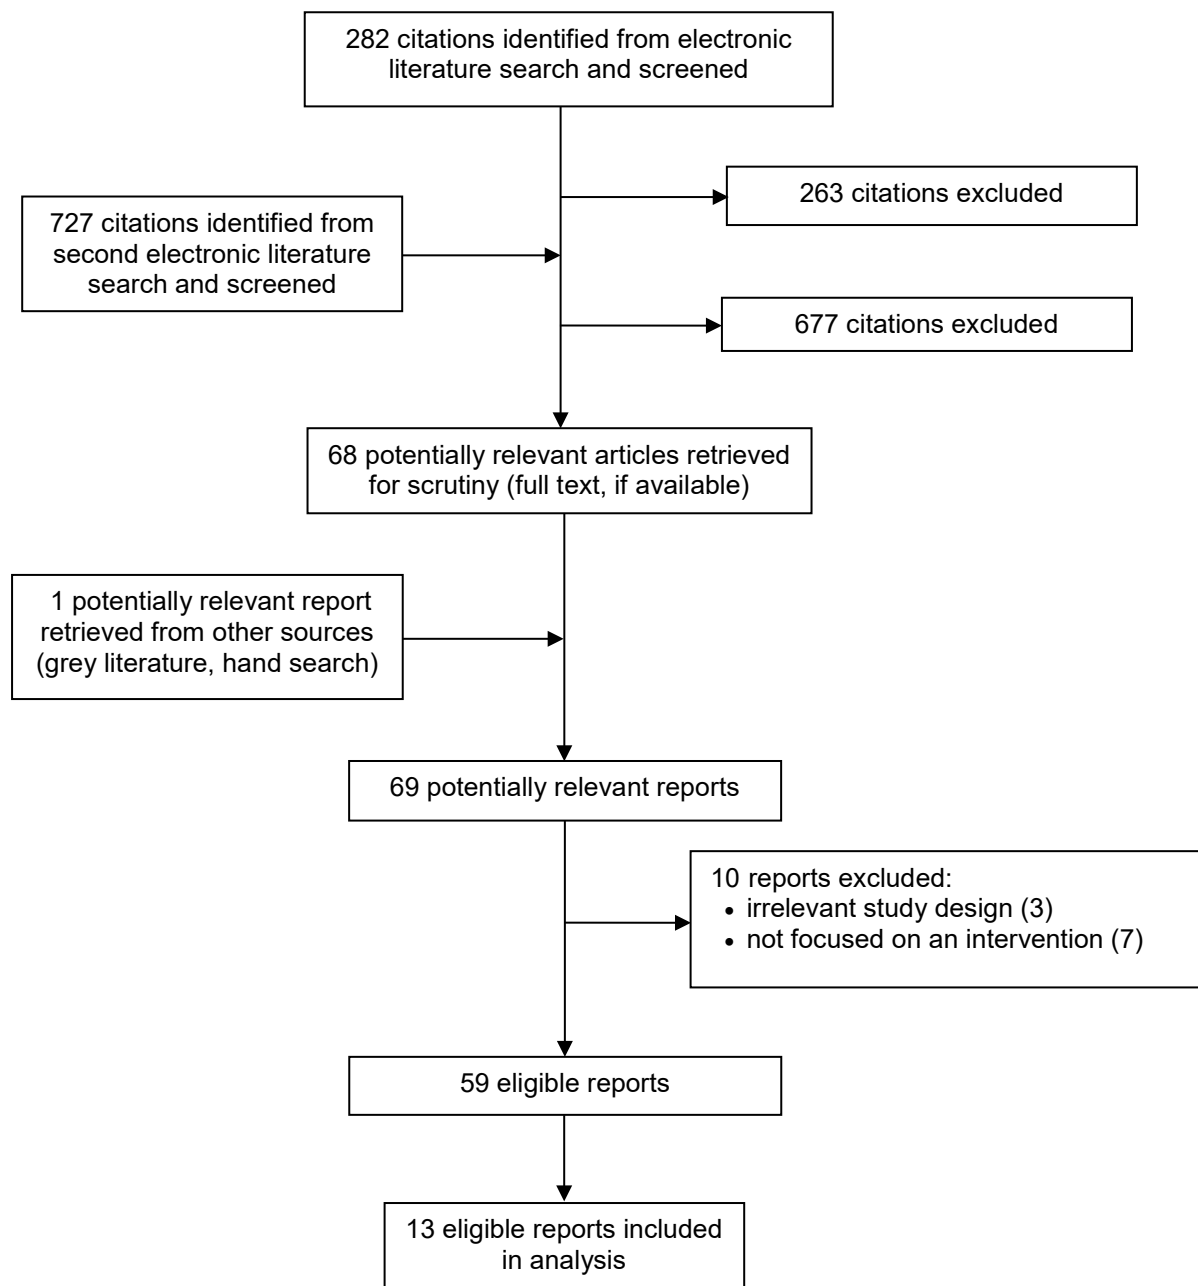 282 citations identified from electronic
literature search and screened
263 citations excluded
727 citations identified from
second electronic literature
search and screened
677 citations excluded
68 potentially relevant articles retrieved
for scrutiny (full text, if available)
1 potentially relevant report
retrieved from other sources
(grey literature, hand search)
69 potentially relevant reports
10 reports excluded:
• irrelevant study design (3)
• not focused on an intervention (7)
59 eligible reports
13 eligible reports included
in analysis